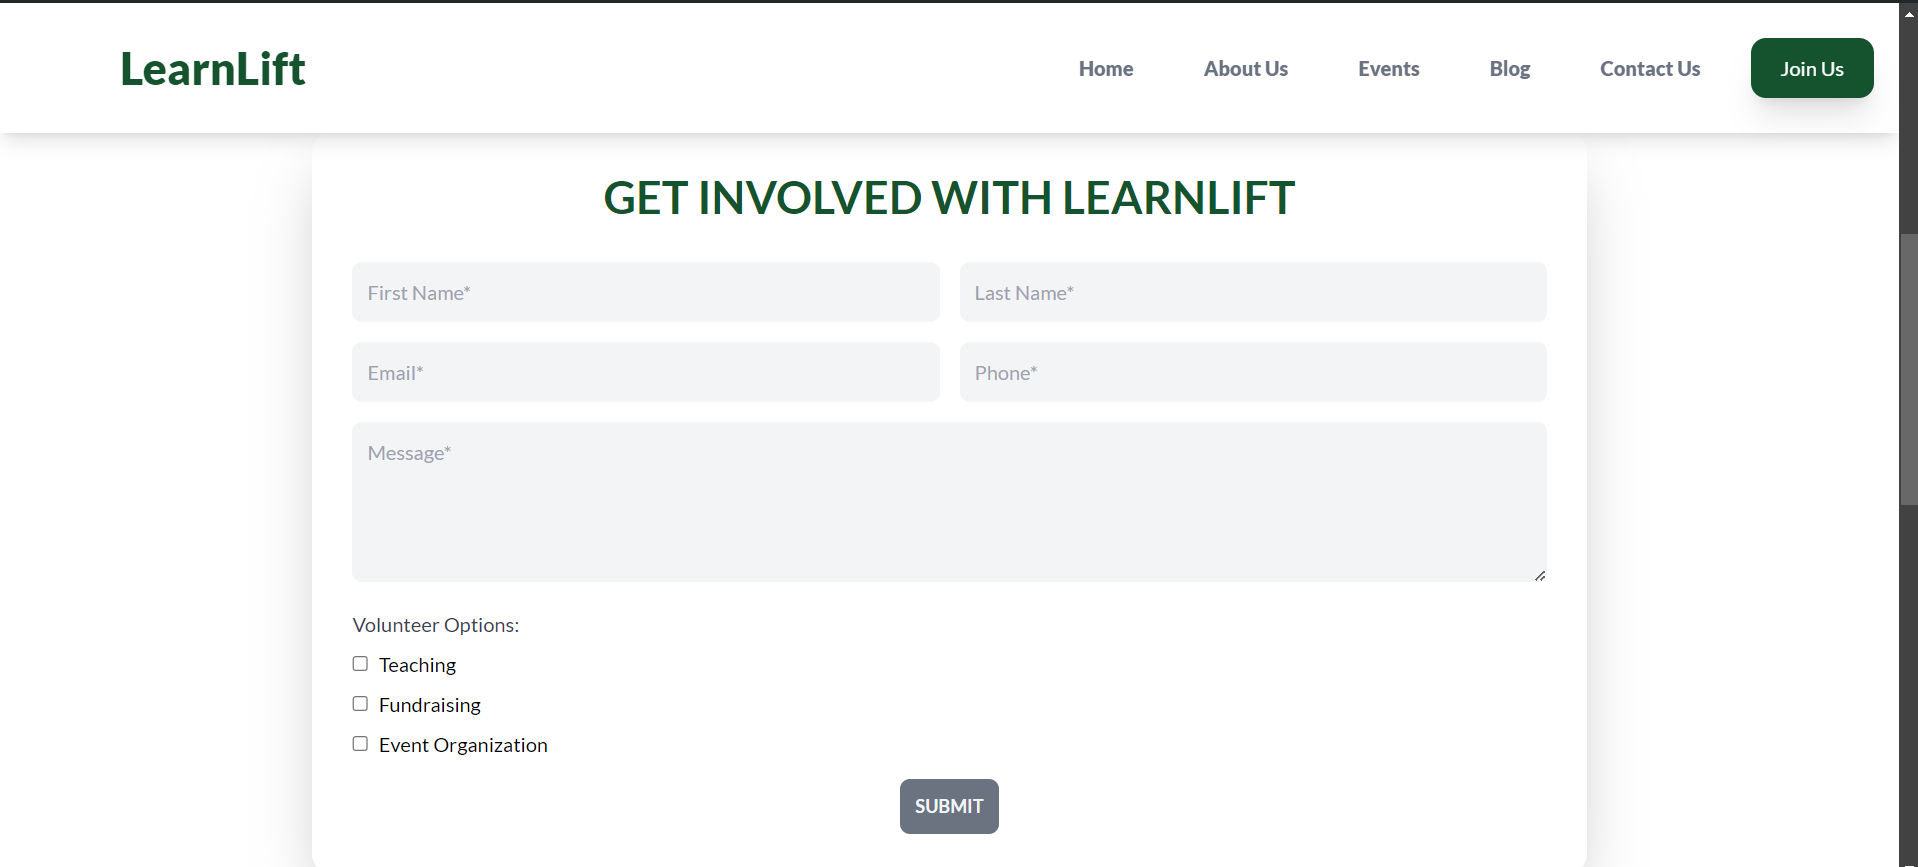 LearnLift
Home About Us Events Blog Contact Us Join Us
GET INVOLVED WITH LEARNLIFT
First Name* Last Name*
Email* Phone*
Message*
Volunteer Options:
Teaching
Fundraising
Event Organization
SUBMIT